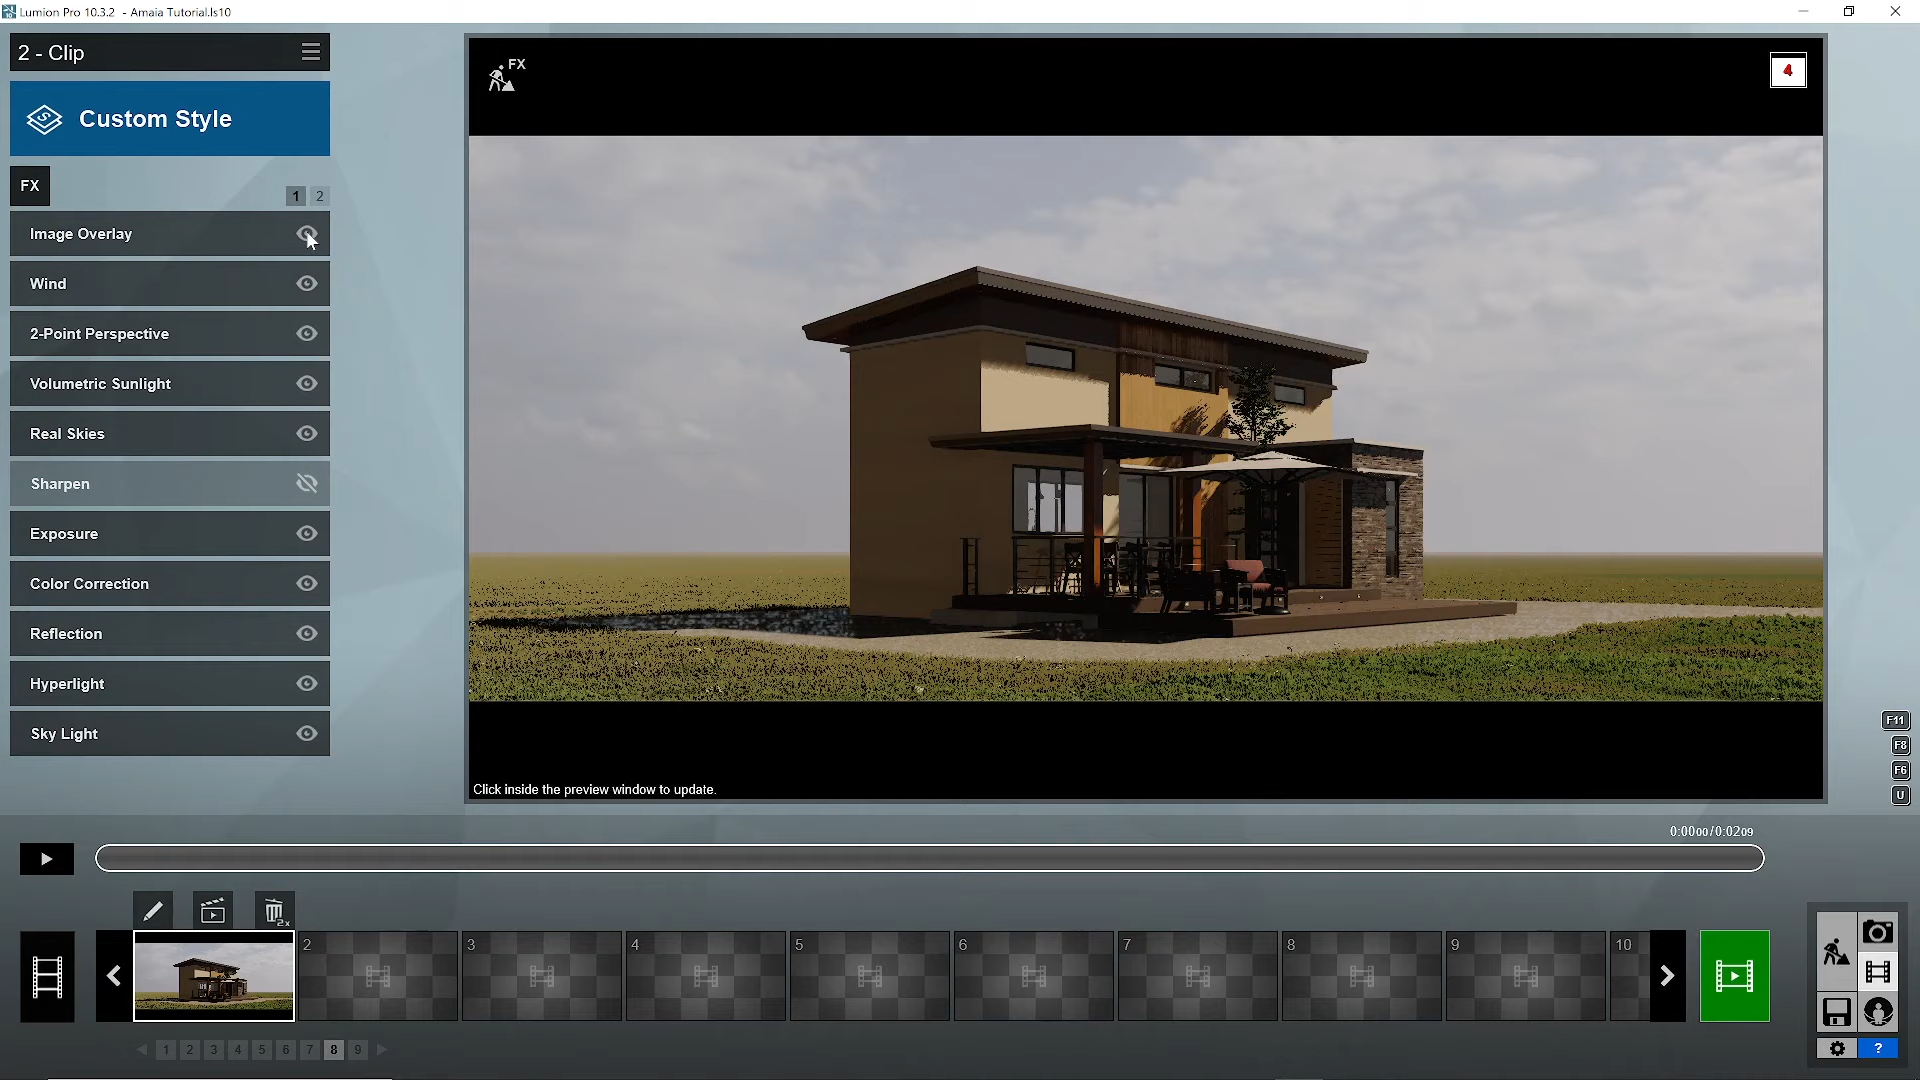 Lumion Pro 10.3.2 - Amaia Tutorial.ls10
2 - Clip
Custom Style
FX
1 2
Image Overlay
Wind
2-Point Perspective
Volumetric Sunlight
Real Skies
Sharpen
Exposure
Color Correction
Reflection
Hyperlight
Sky Light
FX
4
Click inside the preview window to update.
F11
F8
F6
U
0:0000/0:0209
2x
2 3 4 5 6 7 8 9 10
1 2 3 4 5 6 7 8 9
?